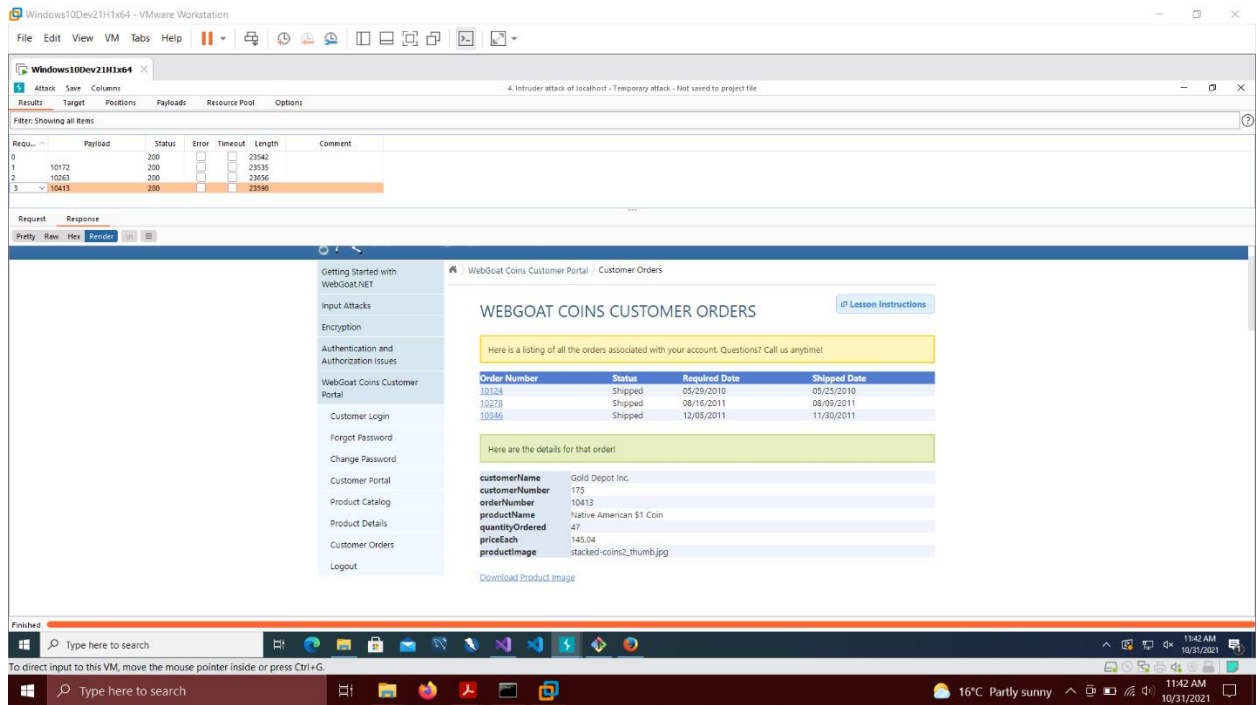 Windows10Dev21H1x64 - VMware Workstation
File Edit View VM Tabs Help
Windows10Dev21H1x64
Attack Save Columns
4. Intruder attack of localhost - Temporary attack - Not saved to project file
Results Target Positions Payloads Resource Pool Options
Filter: Showing all items
Requ... Payload Status Error Timeout Length Comment
0 200 23542
1 10172 200 23535
2 10263 200 23656
3 10413 200 23598
Request Response
Pretty Raw Hex Render \n
Getting Started with
WebGoat.NET
Input Attacks
Encryption
Authentication and
Authorization Issues
WebGoat Coins Customer
Portal
Customer Login
Forgot Password
Change Password
Customer Portal
Product Catalog
Product Details
Customer Orders
Logout
WebGoat Coins Customer Portal Customer Orders
WEBGOAT COINS CUSTOMER ORDERS
Lesson Instructions
Here is a listing of all the orders associated with your account. Questions? Call us anytime!
Order Number Status Required Date Shipped Date
10124 Shipped 05/29/2010 05/25/2010
10278 Shipped 08/16/2011 08/09/2011
10346 Shipped 12/05/2011 11/30/2011
Here are the details for that order!
customerName Gold Depot Inc.
customerNumber 175
orderNumber 10413
productName Native American $1 Coin
quantityOrdered 47
priceEach 145.04
productImage stacked-coins2_thumb.jpg
Download Product Image
Finished
Type here to search
11:42 AM
10/31/2021
To direct input to this VM, move the mouse pointer inside or press Ctrl+G.
Type here to search
16°C Partly sunny
11:42 AM
10/31/2021